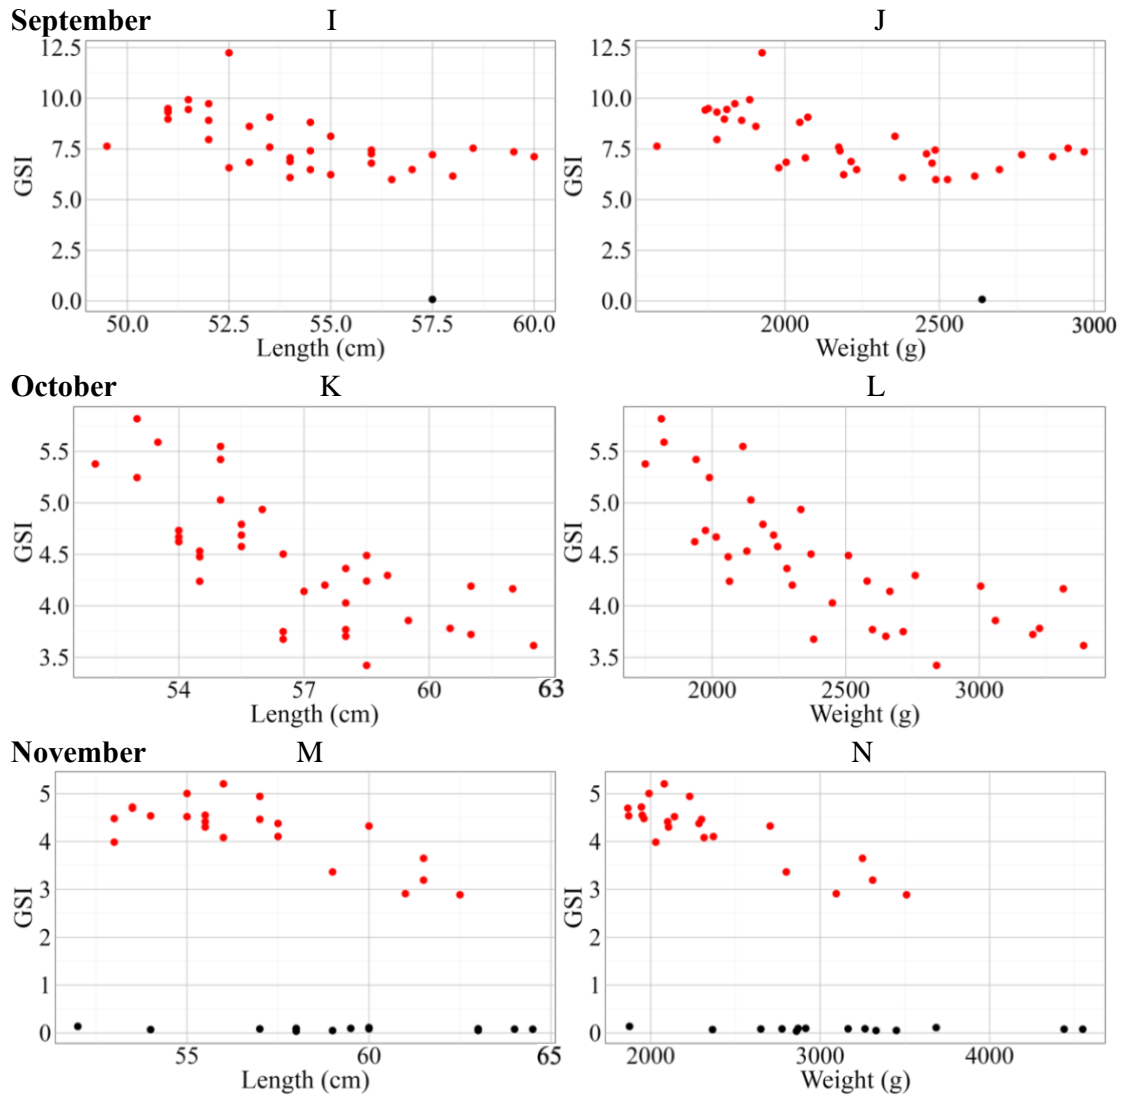 September I J
12.5
10.0
7.5
5.0
2.5
0.0
GSI
50.0 52.5 55.0 57.5 60.0
Length (cm)
12.5
10.0
7.5
5.0
2.5
0.0
GSI
2000 2500 3000
Weight (g)
October K L
5.5
5.0
4.5
4.0
3.5
GSI
54 57 60 63
Length (cm)
5.5
5.0
4.5
4.0
3.5
GSI
2000 2500 3000
Weight (g)
November M N
5
4
3
2
1
0
GSI
55 60 65
Length (cm)
5
4
3
2
1
0
GSI
2000 3000 4000
Weight (g)